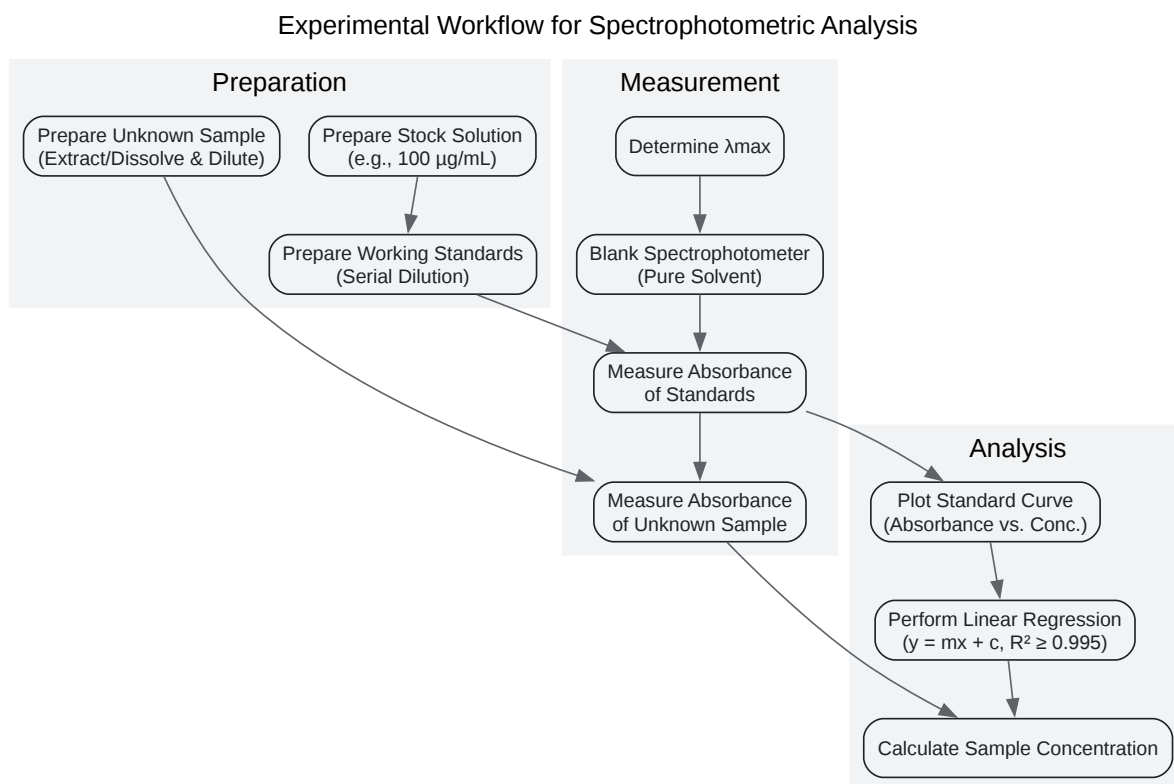 Experimental Workflow for Spectrophotometric Analysis
Preparation
Prepare Unknown Sample
(Extract/Dissolve & Dilute)
Prepare Stock Solution
(e.g., 100 µg/mL)
Prepare Working Standards
(Serial Dilution)
Measurement
Determine λmax
Blank Spectrophotometer
(Pure Solvent)
Measure Absorbance
of Standards
Measure Absorbance
of Unknown Sample
Analysis
Plot Standard Curve
(Absorbance vs. Conc.)
Perform Linear Regression
(y = mx + c, R² ≥ 0.995)
Calculate Sample Concentration